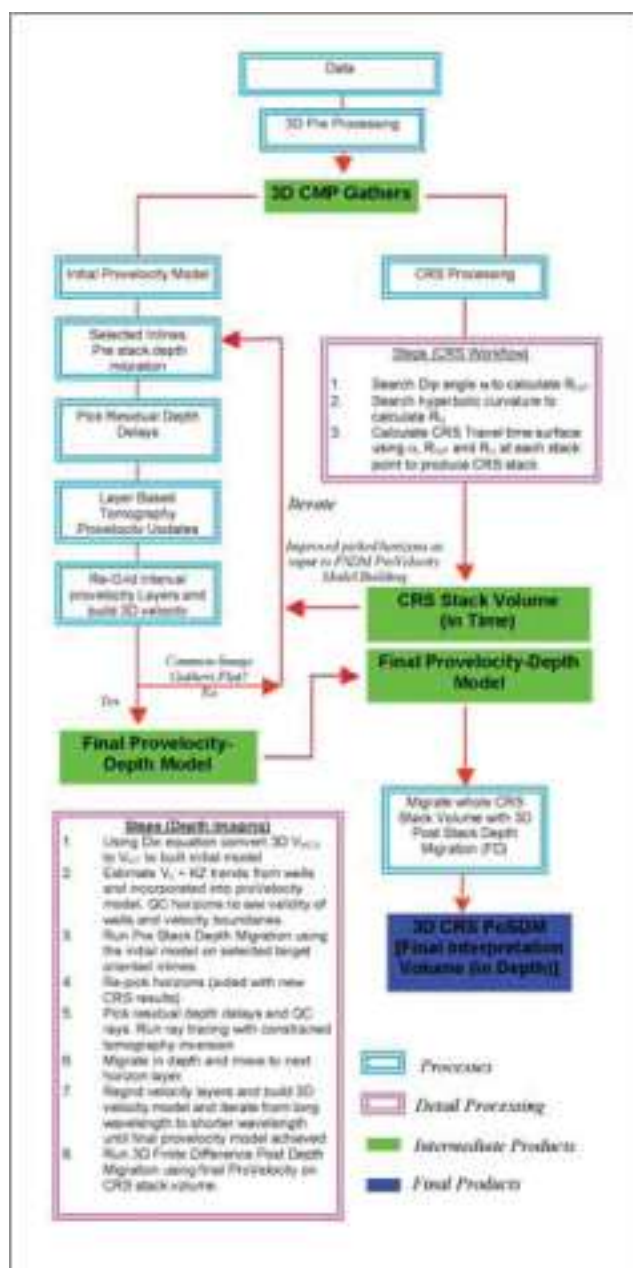 Data
3D Pre Processing
3D CMP Gathers
Initial Provelocity Model
CRS Processing
Selected Inlines
Pre stack depth
migration
Pick Residual Depth
Delays
Layer Based
Tomography
Provelocity Updates
Re-Grid Interval
provelocity Layers and
build 3D velocity
Steps (CRS Workflow)
1. Search Dip angle α to calculate
2. Search hyperbolic curvature to
calculate
3. Calculate CRS Travel time surface
using α, and at each stack
point to produce CRS stack
Iterate
Improved picked horizons as
input to PSDM ProVelocity
Model Building
CRS Stack Volume
(in Time)
Common Image
Gathers Flat?
No
Yes
Final Provelocity-Depth
Model
Final Provelocity-
Depth Model
Migrate whole CRS
Stack Volume with 3D
Post Stack Depth
Migration (FD)
3D CRS PoSDM
[Final Interpretation
Volume (in Depth)]
Steps (Depth Imaging)
1. Using Dix equation convert 3D
to to built initial model
2. Estimate + KZ trends from wells
and incorporated into proVelocity
model. QC horizons to see validity of
wells and velocity boundaries.
3. Run Pre Stack Depth Migration using
the initial model on selected target
oriented inlines
4. Re-pick horizons (aided with new
CRS results)
5. Pick residual depth delays and QC
rays. Run ray tracing with constrained
tomography inversion
6. Migrate in depth and move to next
horizon layer.
7. Regrid velocity layers and build 3D
velocity model and iterate from long
wavelength to shorter wavelength
until final provelocity model achieved
8. Run 3D Finite Difference Post Depth
Migration using final ProVelocity on
CRS stack volume.
Processes
Detail Processing
Intermediate Products
Final Products